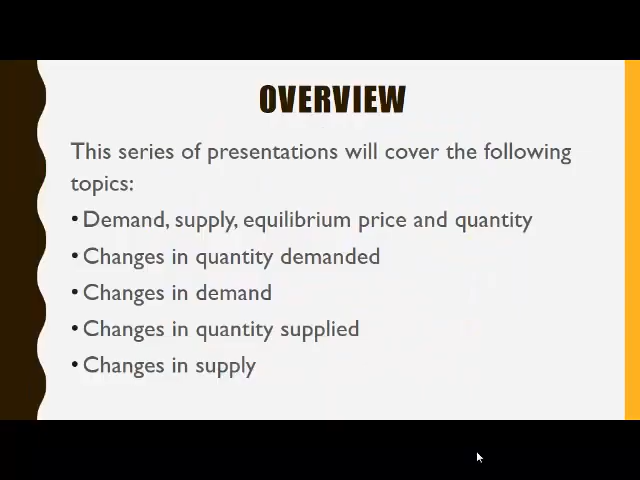 OVERVIEW
This series of presentations will cover the following
topics:
•Demand, supply, equilibrium price and quantity
•Changes in quantity demanded
•Changes in demand
•Changes in quantity supplied
•Changes in supply